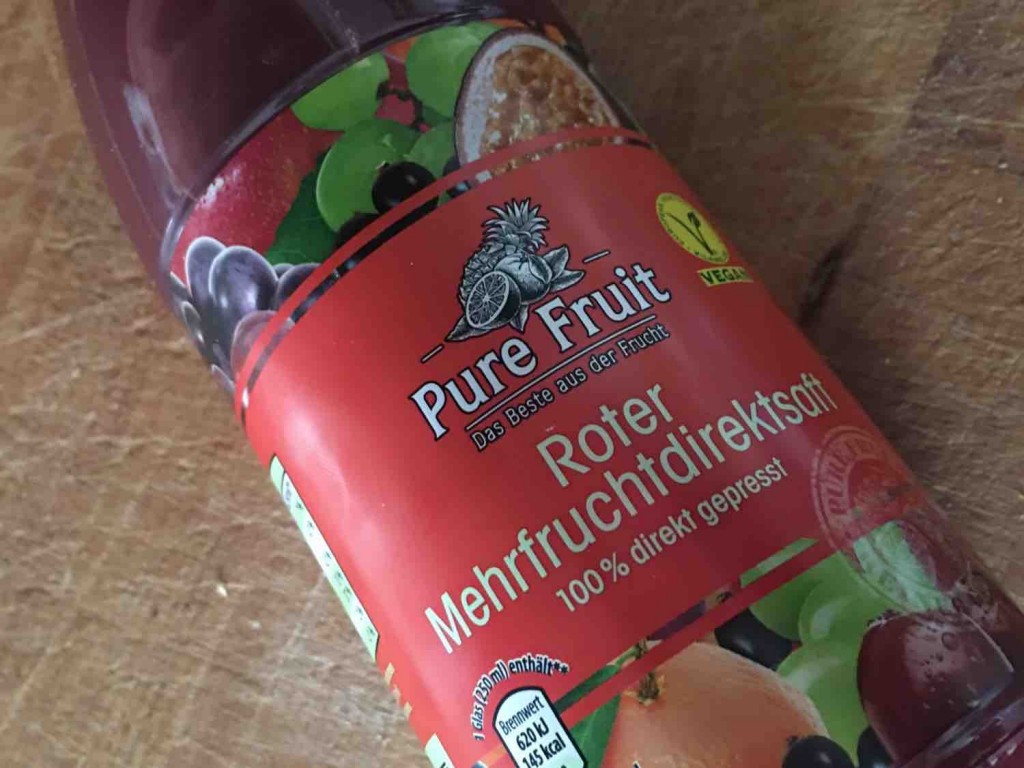 Pure Fruit
Das Beste aus der Frucht
VEGAN
Roter
Mehrfruchtdirektsaft
100% direkt gepresst
1 Glas (250 ml) enthält**
Brennwert
620 kJ
145 kcal